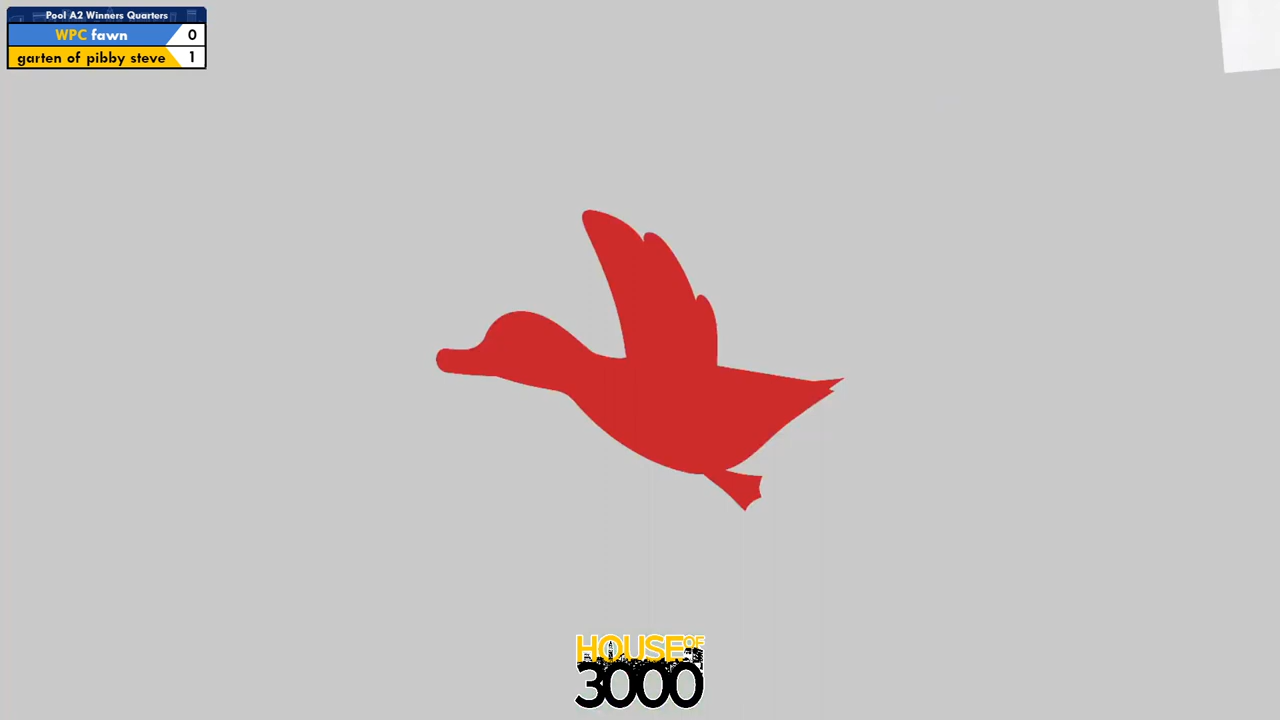 Pool A2 Winners Quarters
WPC fawn 0
garten of pibby steve 1
HOUSE OF
3000